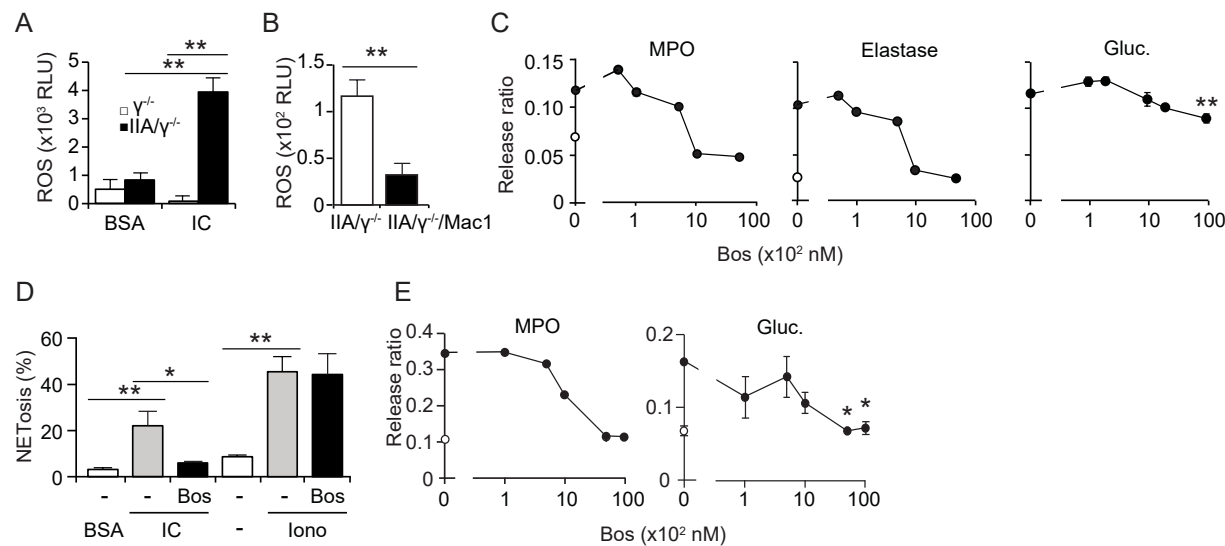 A
ROS (x10³ RLU)
5
4
3
2
1
0
**
**
γ⁻/⁻
IIA/γ⁻/⁻
BSA
IC
B
ROS (x10² RLU)
1.5
1
0.5
0
**
IIA/γ⁻/⁻
IIA/γ⁻/⁻/Mac1
C
MPO
Elastase
Gluc.
Release ratio
0.15
0.10
0.05
0
**
0 1 10 100
0 1 10 100
0 1 10 100
Bos (x10² nM)
D
NETosis (%)
60
40
20
0
**
*
**
- - Bos - - Bos
BSA IC - Iono
E
MPO
Gluc.
Release ratio
0.4
0.3
0.2
0.1
0
0.2
0.1
0
*
*
0 1 10 100
0 1 10 100
Bos (x10² nM)